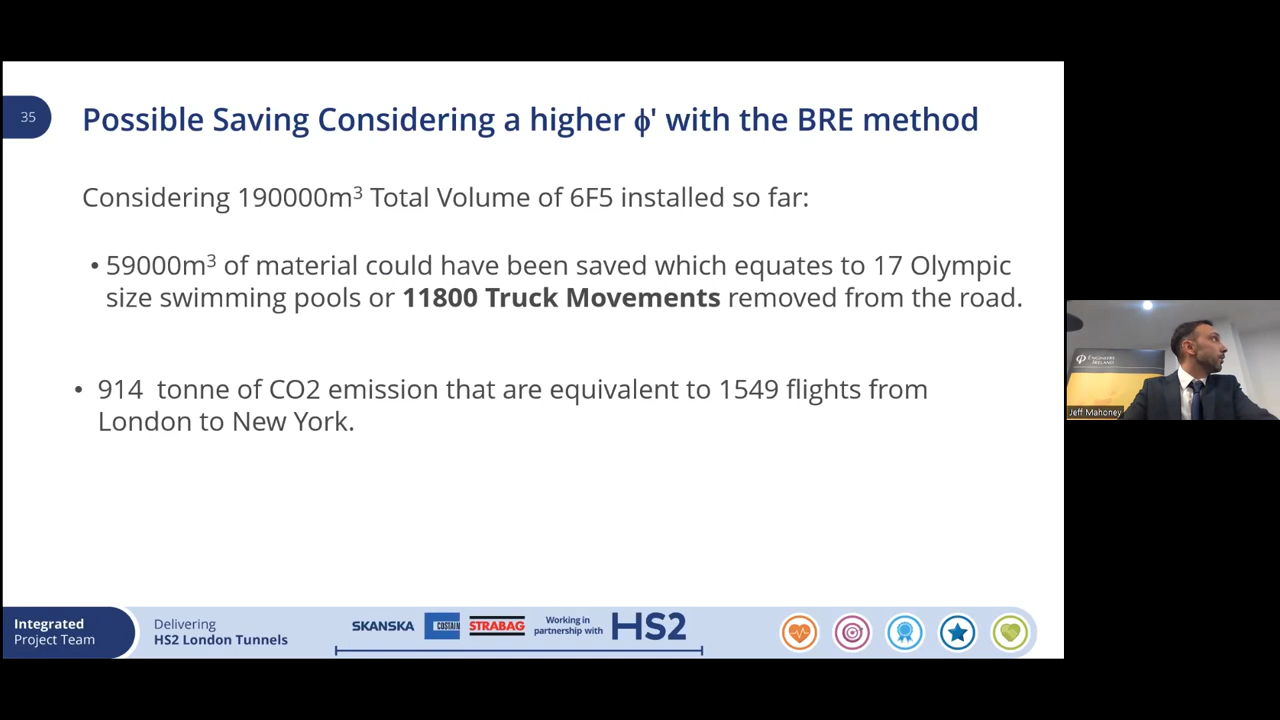 35
Possible Saving Considering a higher ϕ' with the BRE method
Considering 190000m³ Total Volume of 6F5 installed so far:
• 59000m³ of material could have been saved which equates to 17 Olympic
size swimming pools or 11800 Truck Movements removed from the road.
• 914 tonne of CO2 emission that are equivalent to 1549 flights from
London to New York.
ENGINEERS
IRELAND
Jeff Mahoney
Integrated
Project Team
Delivering
HS2 London Tunnels
SKANSKA
COSTAIN
STRABAG
Working in
partnership with
HS2